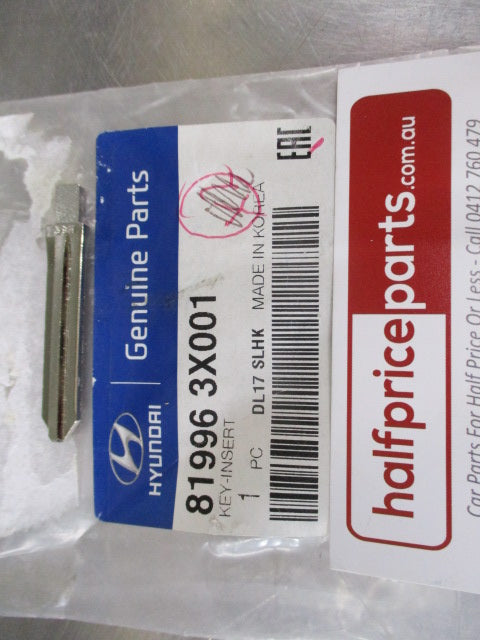 HYUNDAI
Genuine Parts
81996 3X001
KEY-INSERT
1 PC DL17 SLHK MADE IN KOREA
EAC
halfpriceparts.com.au
Car Parts For Half Price Or Less - Call 0412 760 479